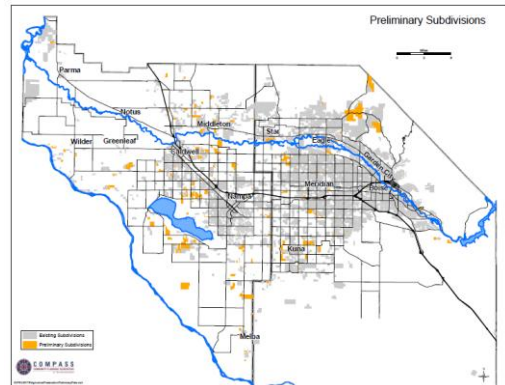 Preliminary Subdivisions
Parma
Notus
Middleton
Star
Eagle
Garden City
Wilder
Greenleaf
Caldwell
Meridian
Boise
Nampa
Kuna
Melba
Existing Subdivisions
Preliminary Subdivisions
COMPASS